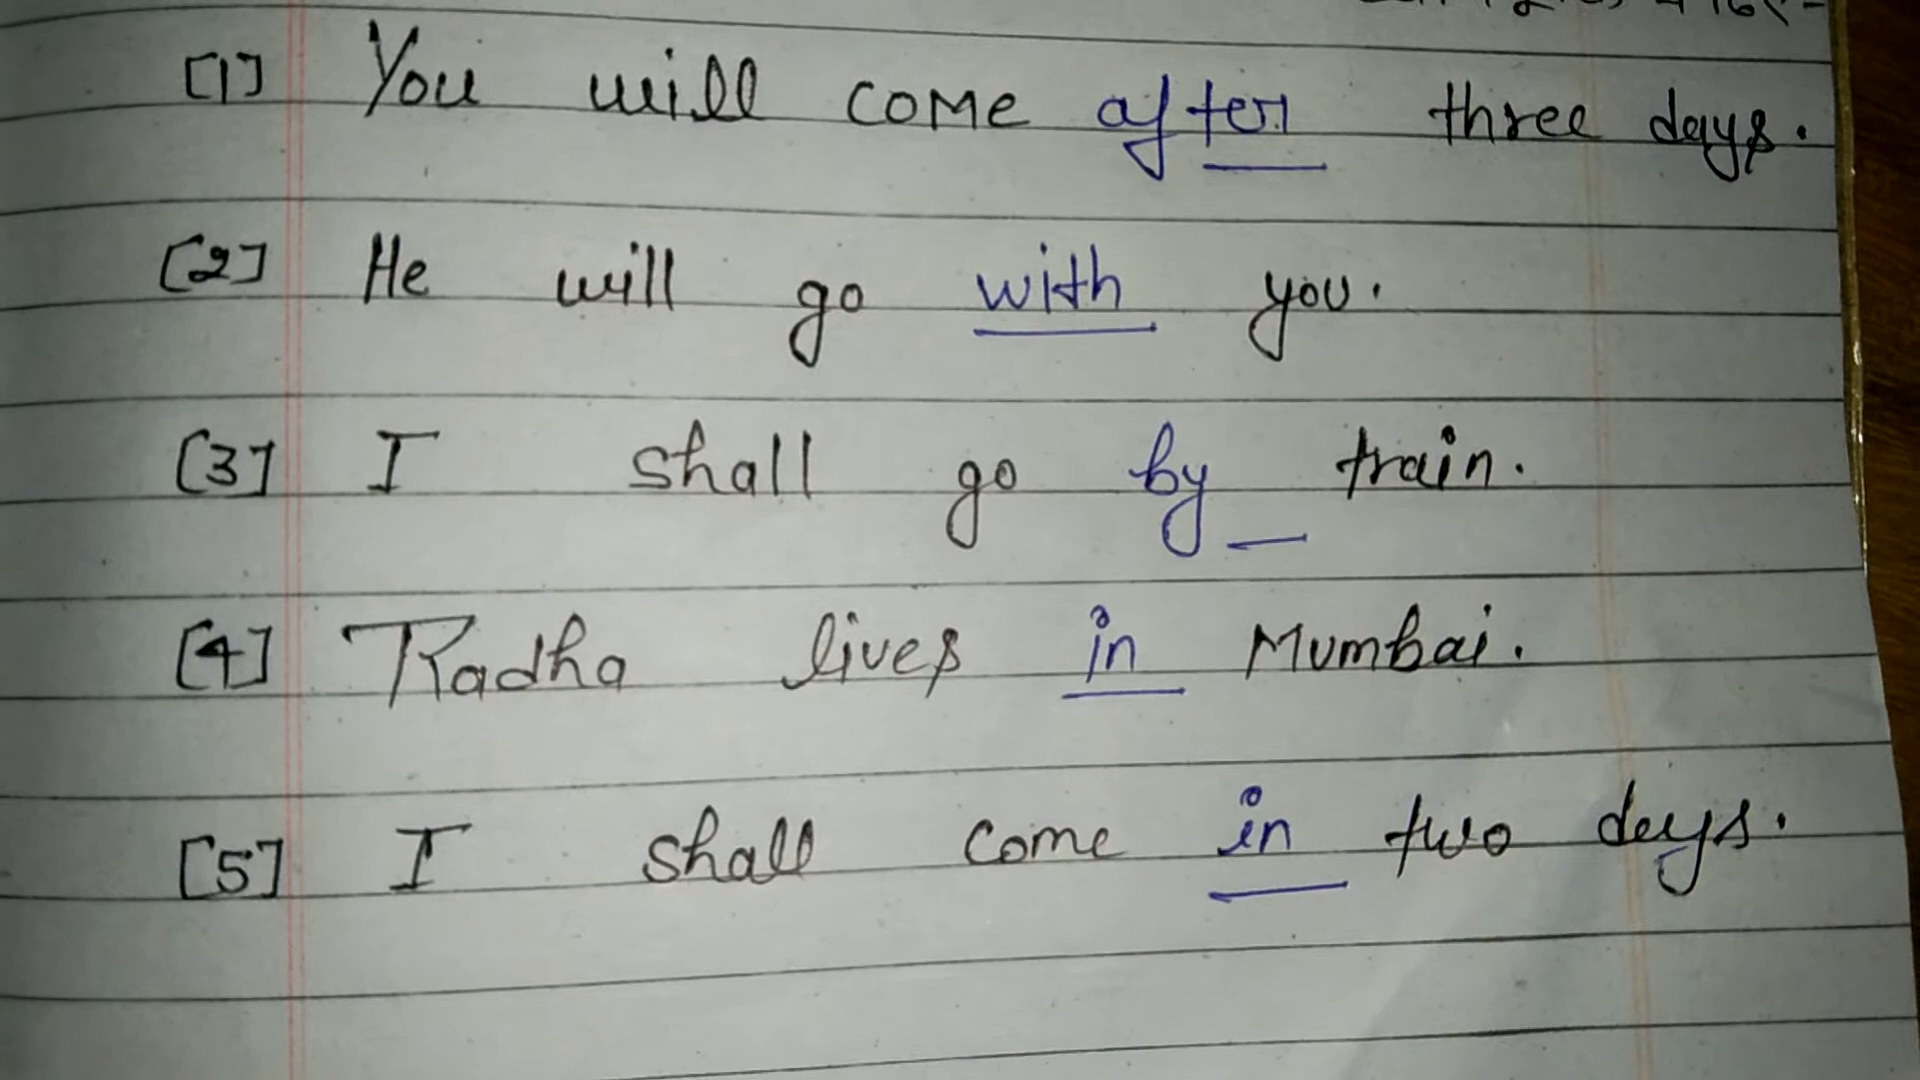 [1] You will come after three days.
[2] He will go with you.
[3] I shall go by train.
[4] Radha lives in Mumbai.
[5] I shall come in two days.